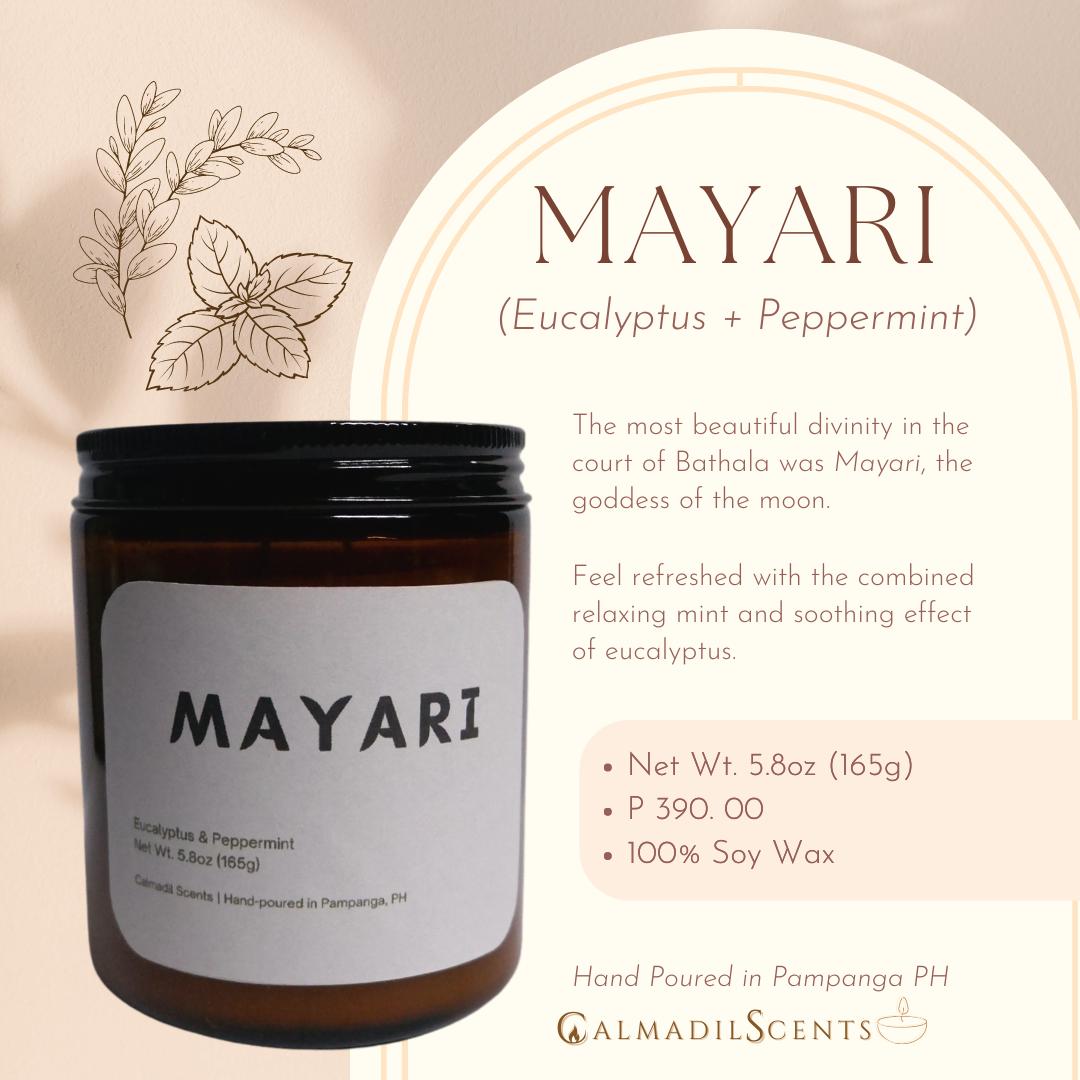 MAYARI
(Eucalyptus + Peppermint)
The most beautiful divinity in the
court of Bathala was Mayari, the
goddess of the moon.
Feel refreshed with the combined
relaxing mint and soothing effect
of eucalyptus.
• Net Wt. 5.8oz (165g)
• P 390. 00
• 100% Soy Wax
Hand Poured in Pampanga PH
CALMADILSCENTS
MAYARI
Eucalyptus & Peppermint
Net Wt. 5.8oz (165g)
Calmadil Scents | Hand-poured in Pampanga, PH